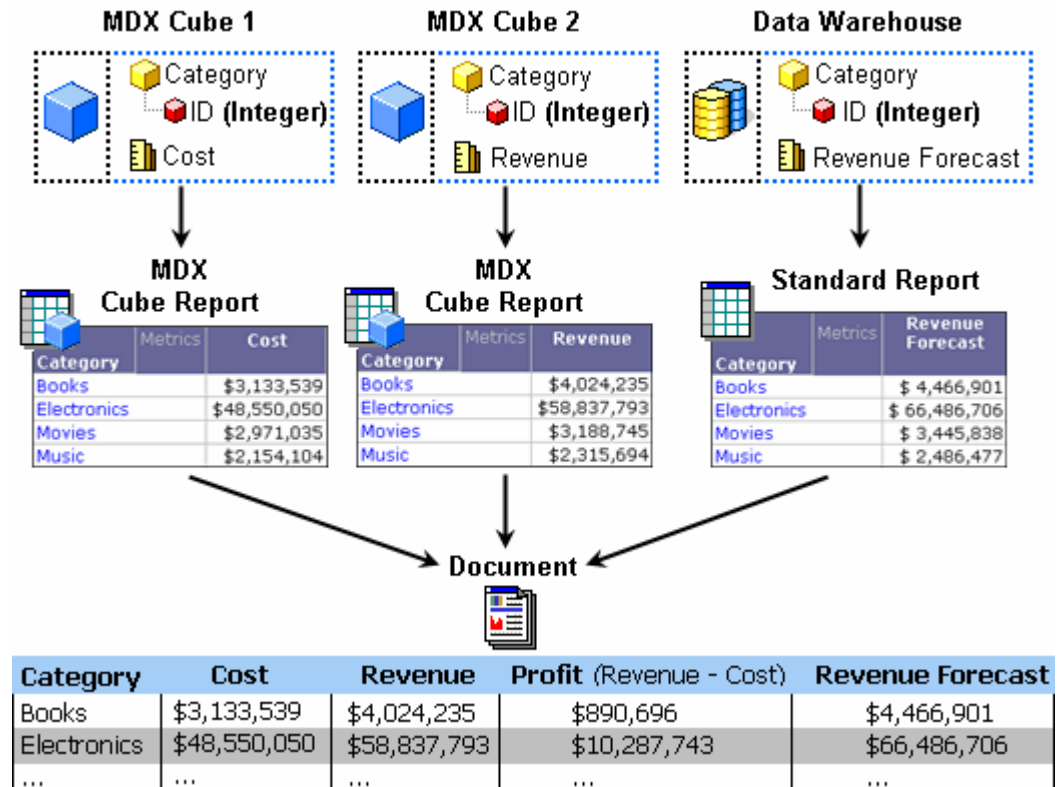 MDX Cube 1
MDX Cube 2
Data Warehouse
Category
ID (Integer)
Cost
Category
ID (Integer)
Revenue
Category
ID (Integer)
Revenue Forecast
MDX
Cube Report
Metrics Cost
Category
Books $3,133,539
Electronics $48,550,050
Movies $2,971,035
Music $2,154,104
MDX
Cube Report
Metrics Revenue
Category
Books $4,024,235
Electronics $58,837,793
Movies $3,188,745
Music $2,315,694
Standard Report
Metrics Revenue
Forecast
Category
Books $ 4,466,901
Electronics $ 66,486,706
Movies $ 3,445,838
Music $ 2,486,477
Document
Category Cost Revenue Profit (Revenue - Cost) Revenue Forecast
Books $3,133,539 $4,024,235 $890,696 $4,466,901
Electronics $48,550,050 $58,837,793 $10,287,743 $66,486,706
... ... ... ... ...